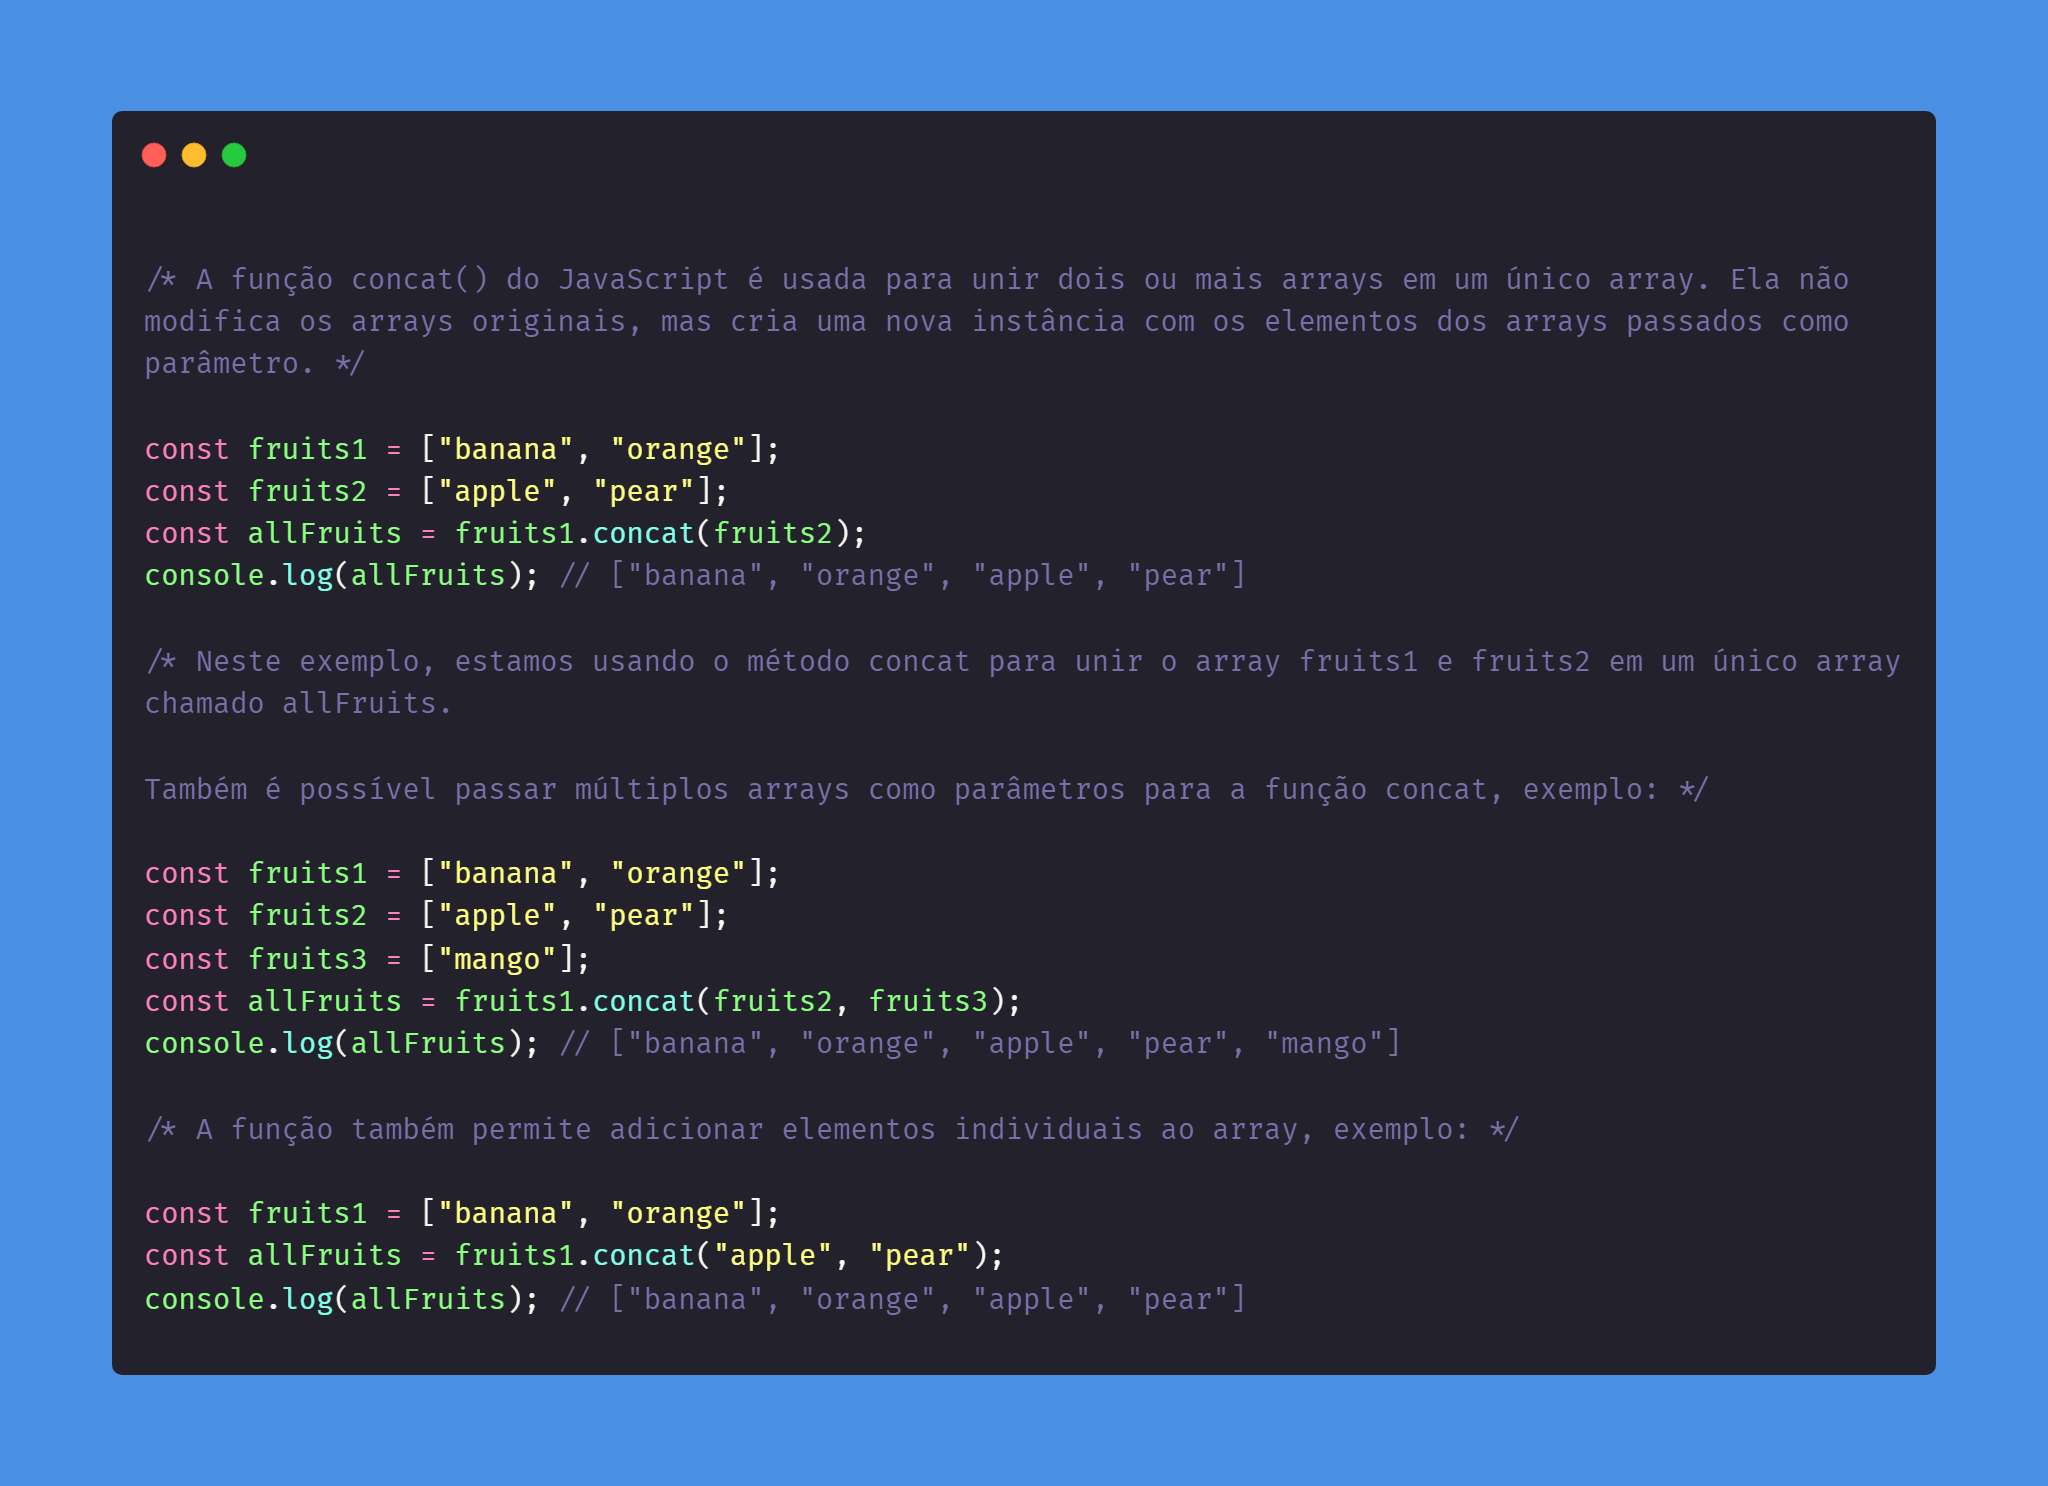 /* A função concat() do JavaScript é usada para unir dois ou mais arrays em um único array. Ela não
modifica os arrays originais, mas cria uma nova instância com os elementos dos arrays passados como
parâmetro. */
const fruits1 = ["banana", "orange"];
const fruits2 = ["apple", "pear"];
const allFruits = fruits1.concat(fruits2);
console.log(allFruits); // ["banana", "orange", "apple", "pear"]
/* Neste exemplo, estamos usando o método concat para unir o array fruits1 e fruits2 em um único array
chamado allFruits.
Também é possível passar múltiplos arrays como parâmetros para a função concat, exemplo: */
const fruits1 = ["banana", "orange"];
const fruits2 = ["apple", "pear"];
const fruits3 = ["mango"];
const allFruits = fruits1.concat(fruits2, fruits3);
console.log(allFruits); // ["banana", "orange", "apple", "pear", "mango"]
/* A função também permite adicionar elementos individuais ao array, exemplo: */
const fruits1 = ["banana", "orange"];
const allFruits = fruits1.concat("apple", "pear");
console.log(allFruits); // ["banana", "orange", "apple", "pear"]